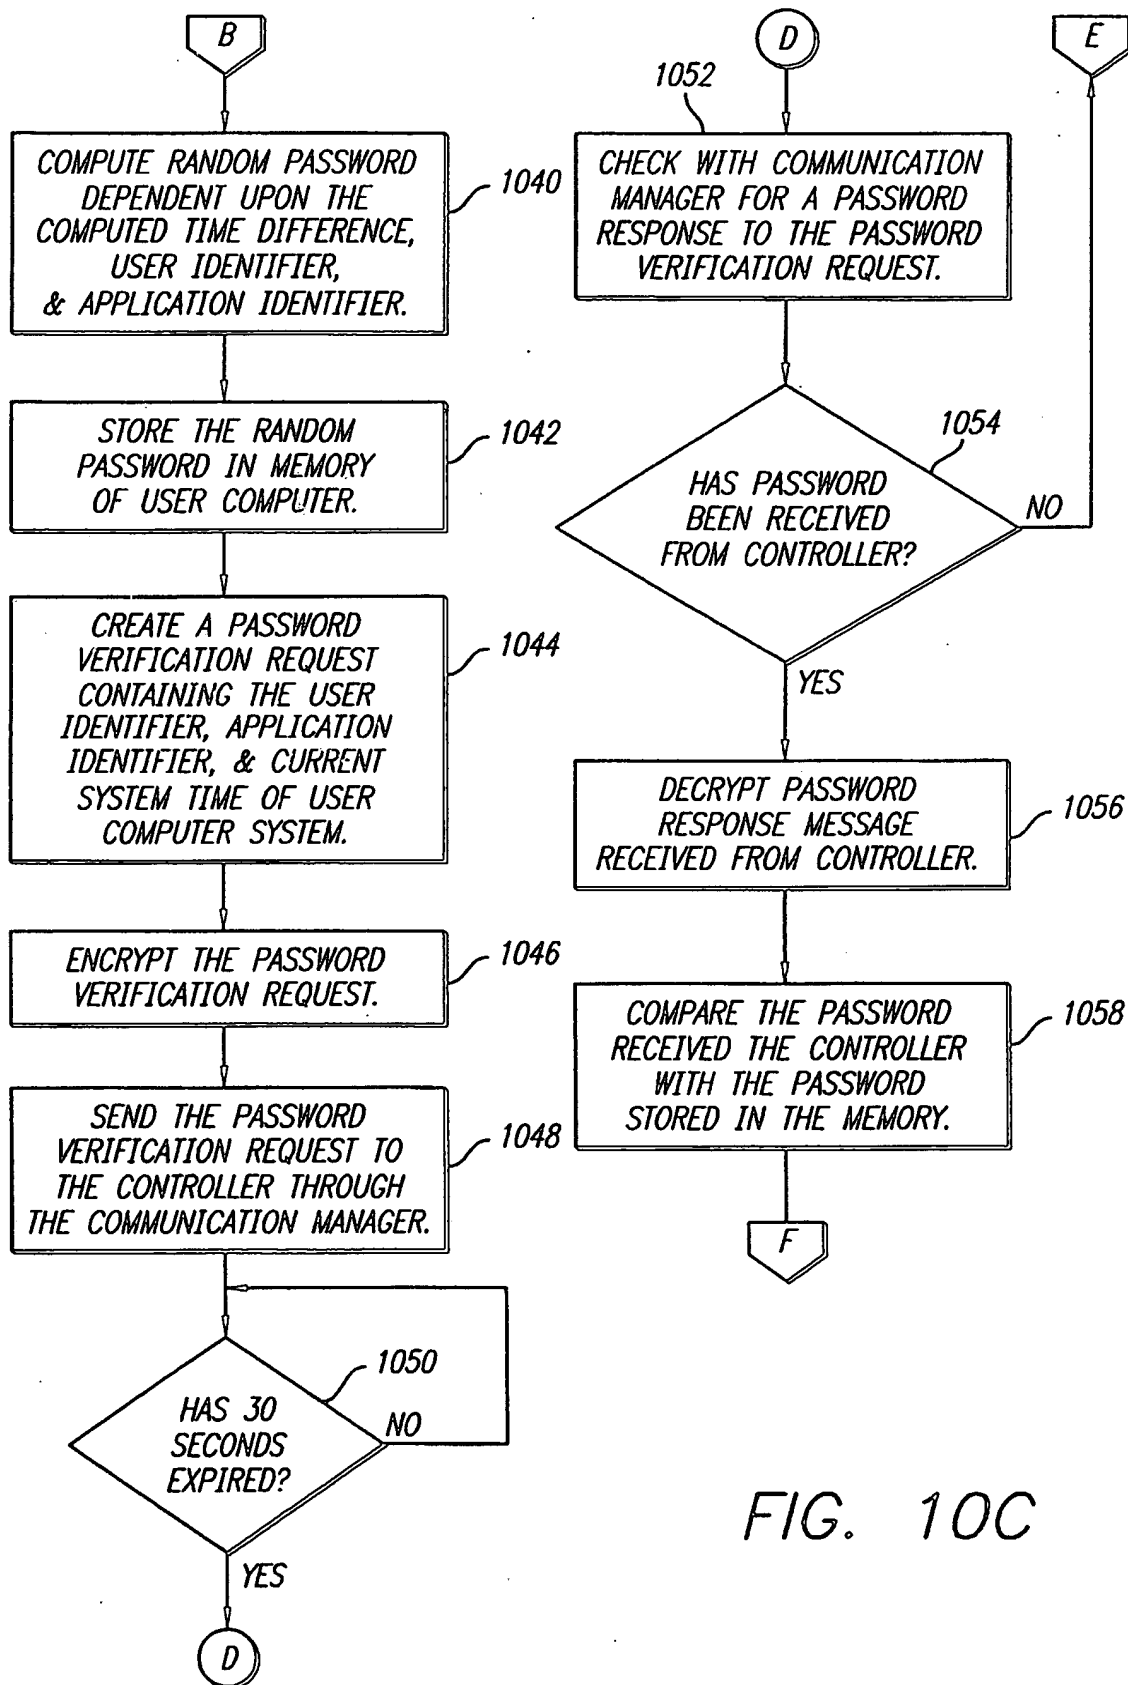 B
COMPUTE RANDOM PASSWORD
DEPENDENT UPON THE
COMPUTED TIME DIFFERENCE,
USER IDENTIFIER,
& APPLICATION IDENTIFIER.
1040
STORE THE RANDOM
PASSWORD IN MEMORY
OF USER COMPUTER.
1042
CREATE A PASSWORD
VERIFICATION REQUEST
CONTAINING THE USER
IDENTIFIER, APPLICATION
IDENTIFIER, & CURRENT
SYSTEM TIME OF USER
COMPUTER SYSTEM.
1044
ENCRYPT THE PASSWORD
VERIFICATION REQUEST.
1046
SEND THE PASSWORD
VERIFICATION REQUEST TO
THE CONTROLLER THROUGH
THE COMMUNICATION MANAGER.
1048
HAS 30
SECONDS
EXPIRED?
1050
NO
YES
D
D
1052
CHECK WITH COMMUNICATION
MANAGER FOR A PASSWORD
RESPONSE TO THE PASSWORD
VERIFICATION REQUEST.
E
HAS PASSWORD
BEEN RECEIVED
FROM CONTROLLER?
1054
NO
YES
DECRYPT PASSWORD
RESPONSE MESSAGE
RECEIVED FROM CONTROLLER.
1056
COMPARE THE PASSWORD
RECEIVED THE CONTROLLER
WITH THE PASSWORD
STORED IN THE MEMORY.
1058
F
FIG. 10C